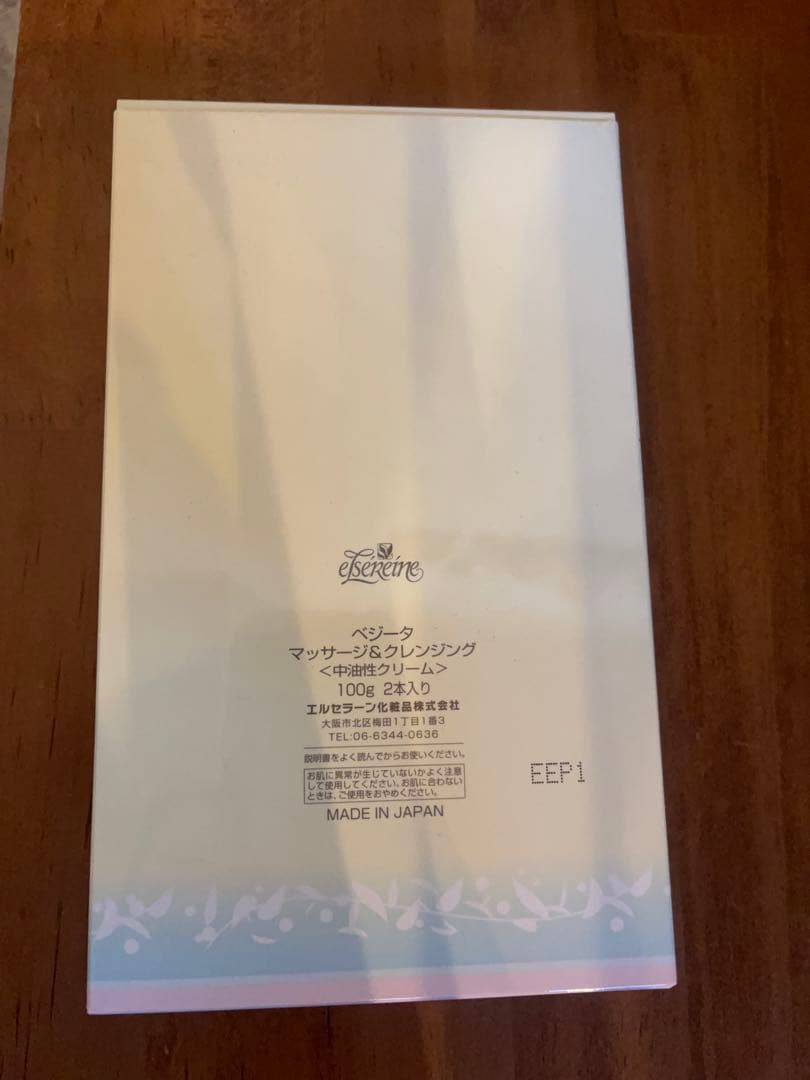 elsereine
ベジータ
マッサージ&クレンジング
<中油性クリーム>
100g 2本入り
エルセラーン化粧品株式会社
大阪市北区梅田1丁目1番3
TEL:06-6344-0636
説明書をよく読んでからお使いください。
お肌に異常が生じていないかよく注意
して使用してください。お肌に合わない
ときは、ご使用をおやめください。
EEP1
MADE IN JAPAN